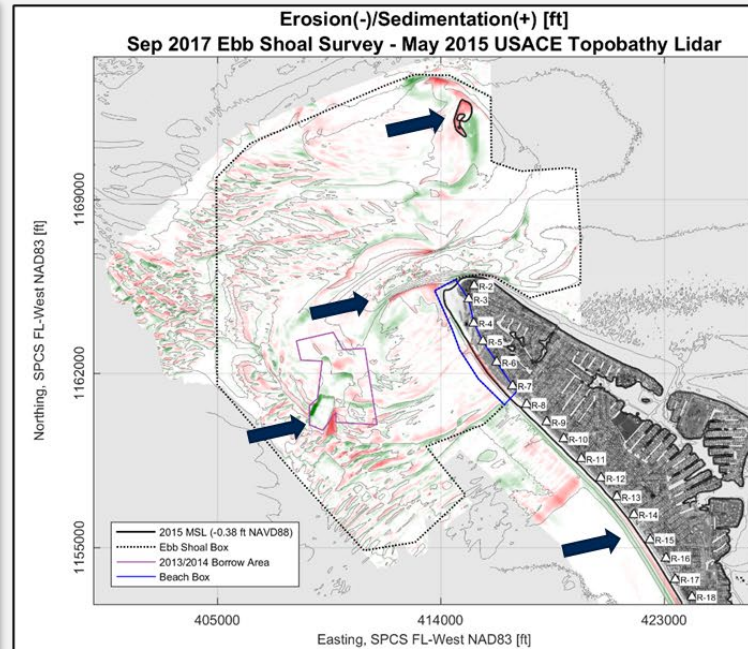 Erosion(-)/Sedimentation(+) [ft]
Sep 2017 Ebb Shoal Survey - May 2015 USACE Topobathy Lidar
Northing, SPCS FL-West NAD83 [ft]
1169000
1162000
1155000
R-2
R-3
R-4
R-5
R-6
R-7
R-8
R-9
R-10
R-11
R-12
R-13
R-14
R-15
R-16
R-17
R-18
2015 MSL (-0.38 ft NAVD88)
Ebb Shoal Box
2013/2014 Borrow Area
Beach Box
405000
414000
423000
Easting, SPCS FL-West NAD83 [ft]